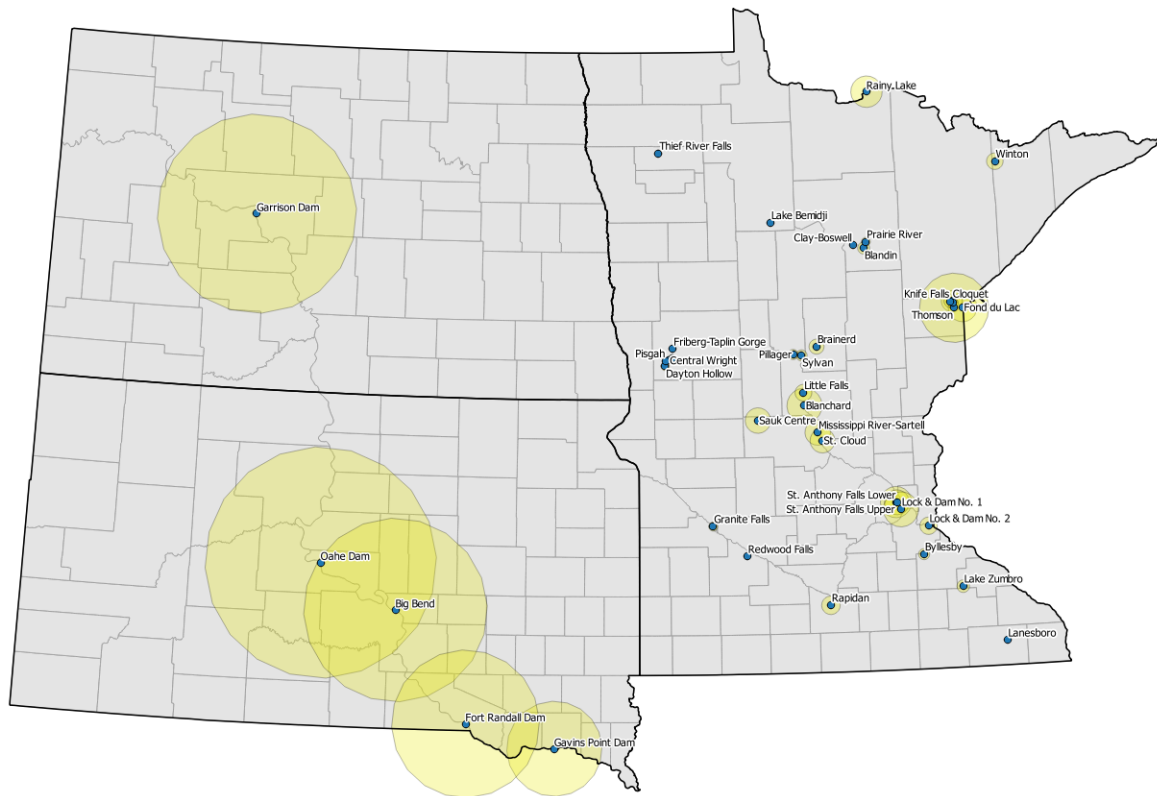 Rainy Lake
Thief River Falls
Winton
Garrison Dam
Lake Bemidji
Clay-Boswell
Prairie River
Blandin
Knife Falls
Cloquet
Thomson
Fond du Lac
Friberg-Taplin Gorge
Pisgah
Central Wright
Dayton Hollow
Brainerd
Pillager
Sylvan
Little Falls
Blanchard
Sauk Centre
Mississippi River-Sartell
St. Cloud
St. Anthony Falls Lower
Lock & Dam No. 1
St. Anthony Falls Upper
Lock & Dam No. 2
Granite Falls
Redwood Falls
Byllesby
Oahe Dam
Lake Zumbro
Big Bend
Rapidan
Lanesboro
Fort Randall Dam
Gavins Point Dam